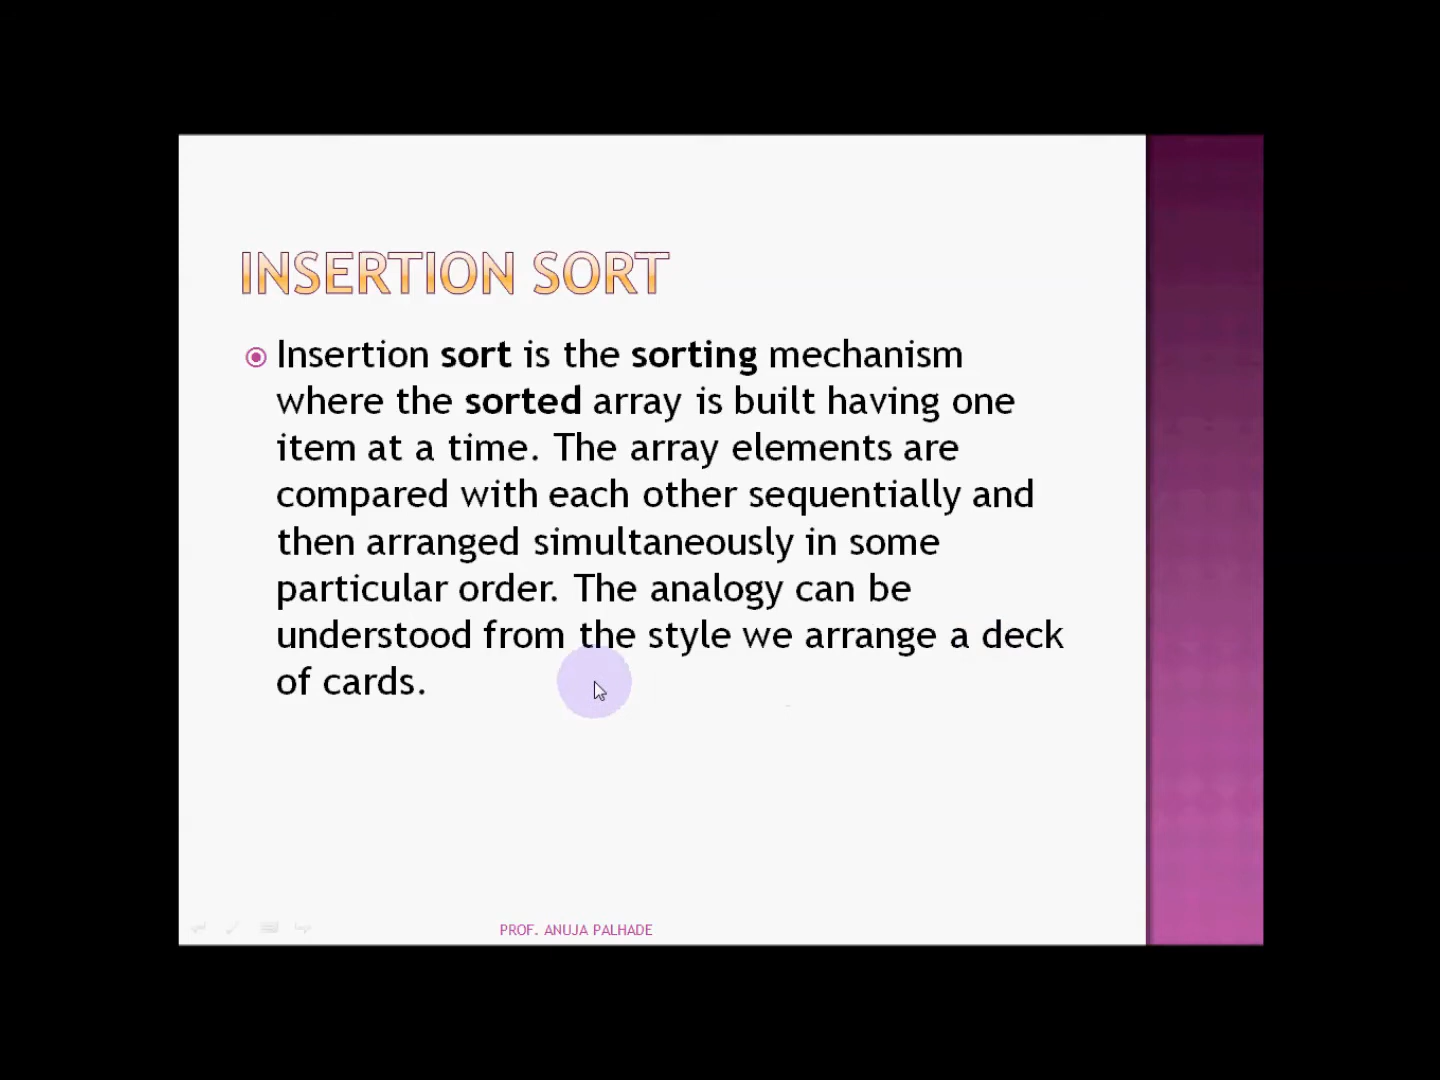 INSERTION SORT
Insertion sort is the sorting mechanism
where the sorted array is built having one
item at a time. The array elements are
compared with each other sequentially and
then arranged simultaneously in some
particular order. The analogy can be
understood from the style we arrange a deck
of cards.
PROF. ANUJA PALHADE